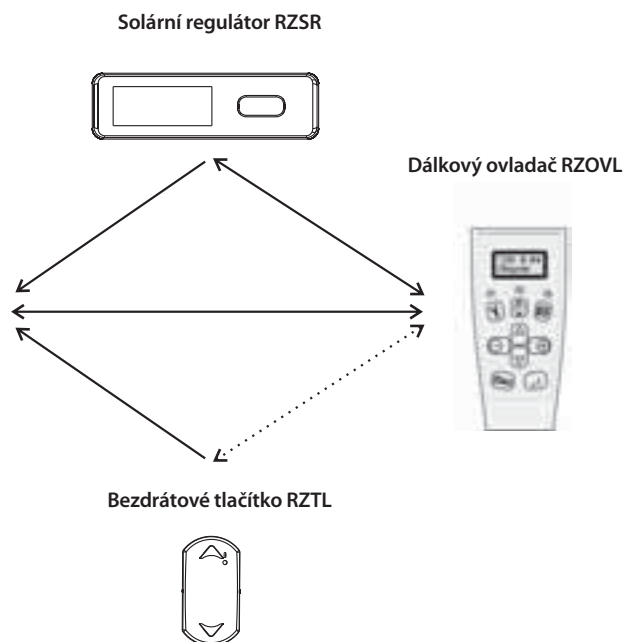 Solární regulátor RZSR
Dálkový ovladač RZOVL
Bezdrátové tlačítko RZTL